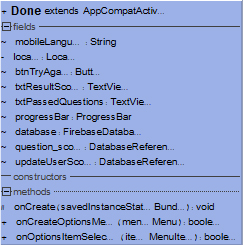 + Done extends AppCompatActiv...
fields
~ mobileLangu... : String
- loca... : Loca...
~ btnTryAga... : Butt...
~ txtResultSco... : TextVie...
~ txtPassedQuestions : TextVie...
~ progressBar : ProgressBar
~ database : FirebaseDataba...
~ question_sco... : DatabaseReferen...
~ updateUserSco... : DatabaseReferen...
constructors
methods
# onCreate(savedInstanceStat... Bund...) : void
+ onCreateOptionsMe... (men... Menu) : boole...
+ onOptionsItemSelec... (ite... MenuIte...) : boole...